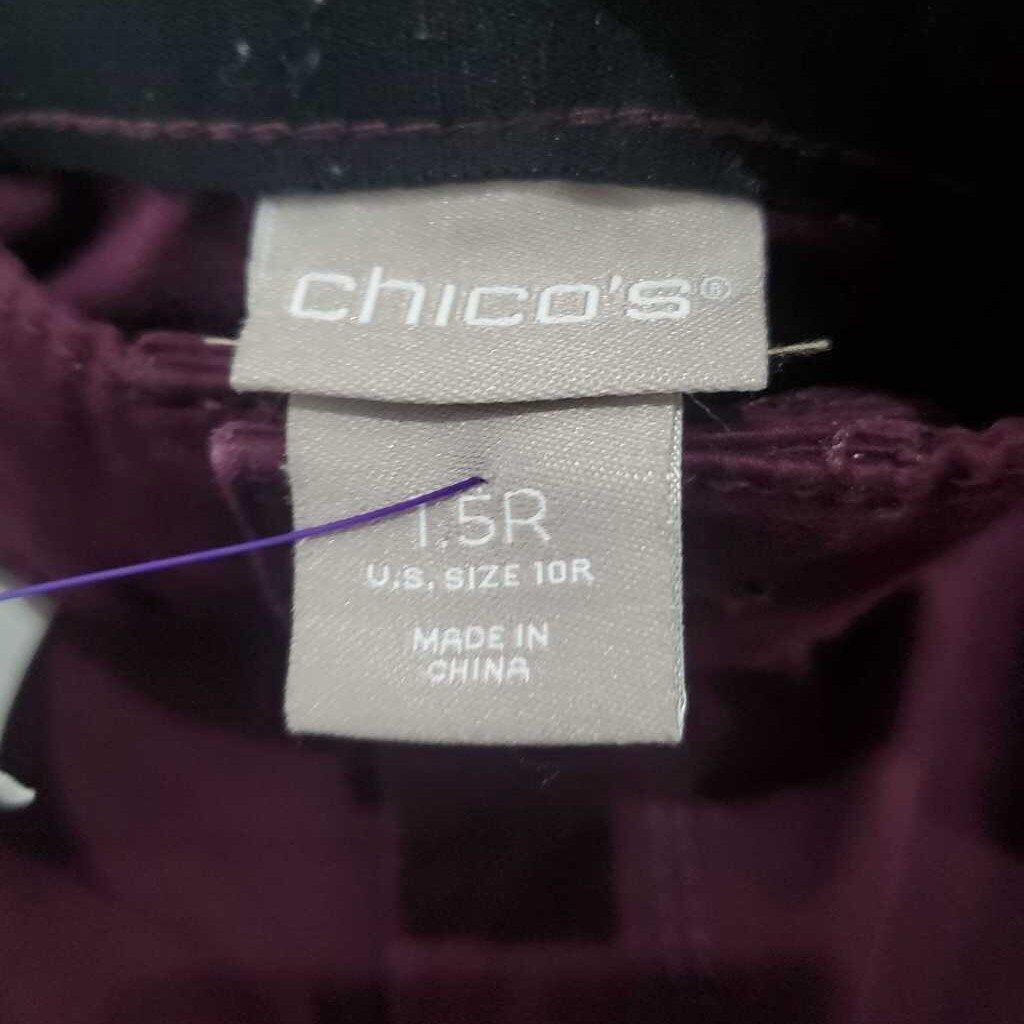 chico's®
1.5R
U.S. SIZE 10R
MADE IN
CHINA